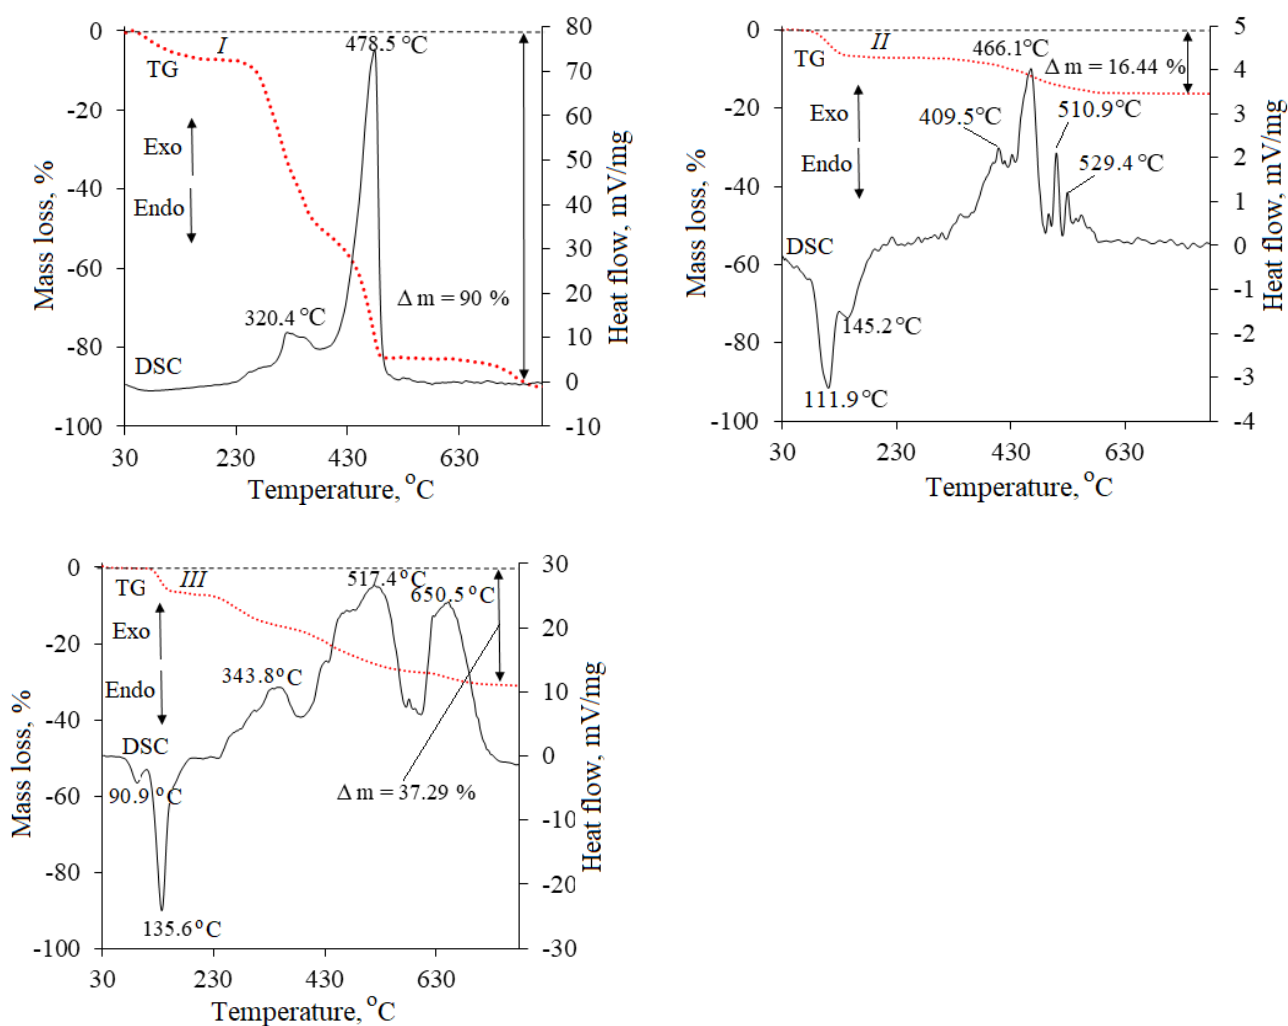 0
-20
-40
-60
-80
-100
Mass loss, %
30
230
430
630
Temperature, °C
80
70
60
50
40
30
20
10
0
-10
Heat flow, mV/mg
I
TG
Exo
Endo
DSC
478.5 °C
320.4 °C
Δ m = 90 %
0
-20
-40
-60
-80
-100
Mass loss, %
30
230
430
630
Temperature, °C
5
4
3
2
1
0
-1
-2
-3
-4
Heat flow, mV/mg
II
TG
Exo
Endo
DSC
466.1°C
Δ m = 16.44 %
409.5 °C
510.9°C
529.4 °C
145.2°C
111.9°C
0
-20
-40
-60
-80
-100
Mass loss, %
30
230
430
630
Temperature, °C
30
20
10
0
-10
-20
-30
Heat flow, mV/mg
III
TG
Exo
Endo
DSC
517.4°C
650.5°C
343.8°C
90.9 °C
Δ m = 37.29 %
135.6°C